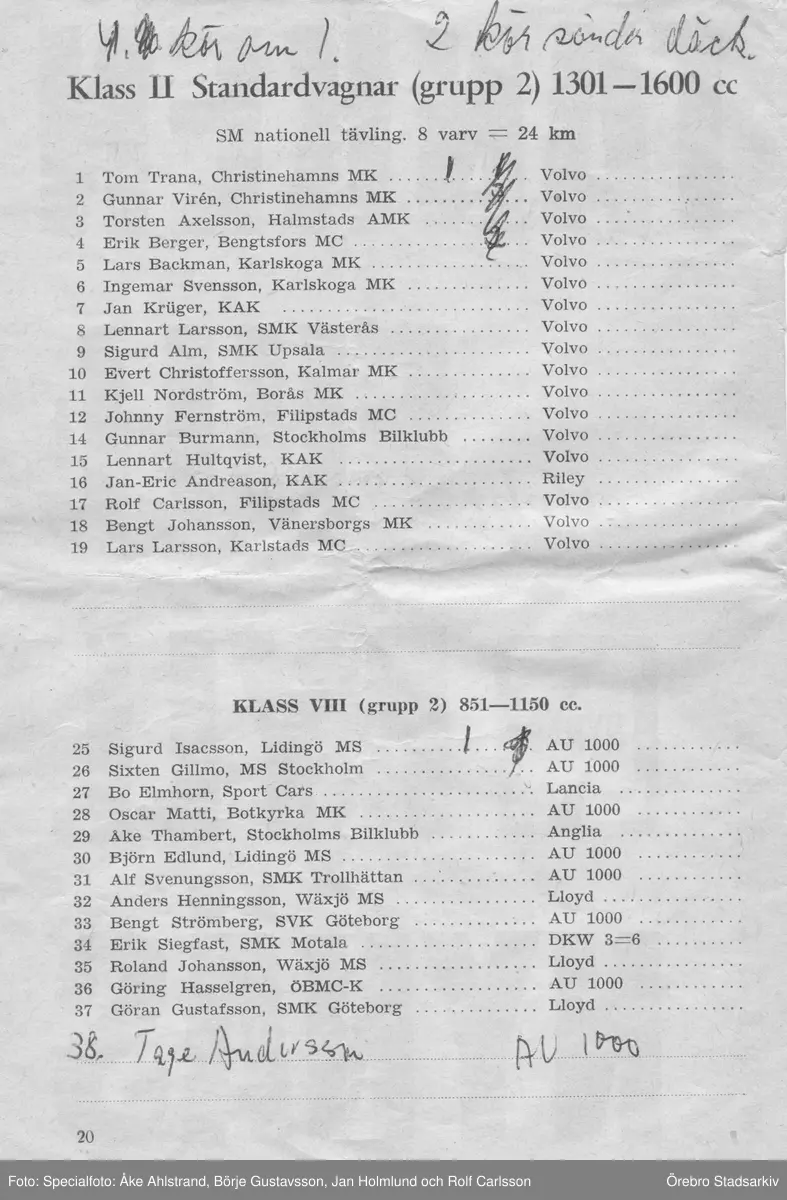 4. kör om 1. 2 kör sönder däck.
Klass II Standardvagnar (grupp 2) 1301—1600 cc
SM nationell tävling. 8 varv = 24 km
1 Tom Trana, Christinehamns MK 1 Volvo
2 Gunnar Virén, Christinehamns MK Volvo
3 Torsten Axelsson, Halmstads AMK Volvo
4 Erik Berger, Bengtsfors MC Volvo
5 Lars Backman, Karlskoga MK Volvo
6 Ingemar Svensson, Karlskoga MK Volvo
7 Jan Krüger, KAK Volvo
8 Lennart Larsson, SMK Västerås Volvo
9 Sigurd Alm, SMK Upsala Volvo
10 Evert Christoffersson, Kalmar MK Volvo
11 Kjell Nordström, Borås MK Volvo
12 Johnny Fernström, Filipstads MC Volvo
14 Gunnar Burmann, Stockholms Bilklubb Volvo
15 Lennart Hultqvist, KAK Volvo
16 Jan-Eric Andreason, KAK Riley
17 Rolf Carlsson, Filipstads MC Volvo
18 Bengt Johansson, Vänersborgs MK Volvo
19 Lars Larsson, Karlstads MC Volvo
KLASS VIII (grupp 2) 851—1150 cc.
25 Sigurd Isacsson, Lidingö MS 1 AU 1000
26 Sixten Gillmo, MS Stockholm AU 1000
27 Bo Elmhorn, Sport Cars Lancia
28 Oscar Matti, Botkyrka MK AU 1000
29 Åke Thambert, Stockholms Bilklubb Anglia
30 Björn Edlund, Lidingö MS AU 1000
31 Alf Svenungsson, SMK Trollhättan AU 1000
32 Anders Henningsson, Wäxjö MS Lloyd
33 Bengt Strömberg, SVK Göteborg AU 1000
34 Erik Siegfast, SMK Motala DKW 3=6
35 Roland Johansson, Wäxjö MS Lloyd
36 Göring Hasselgren, ÖBMC-K AU 1000
37 Göran Gustafsson, SMK Göteborg Lloyd
38. Tage Andersson AU 1000
20
Foto: Specialfoto: Åke Ahlstrand, Börje Gustavsson, Jan Holmlund och Rolf Carlsson Örebro Stadsarkiv